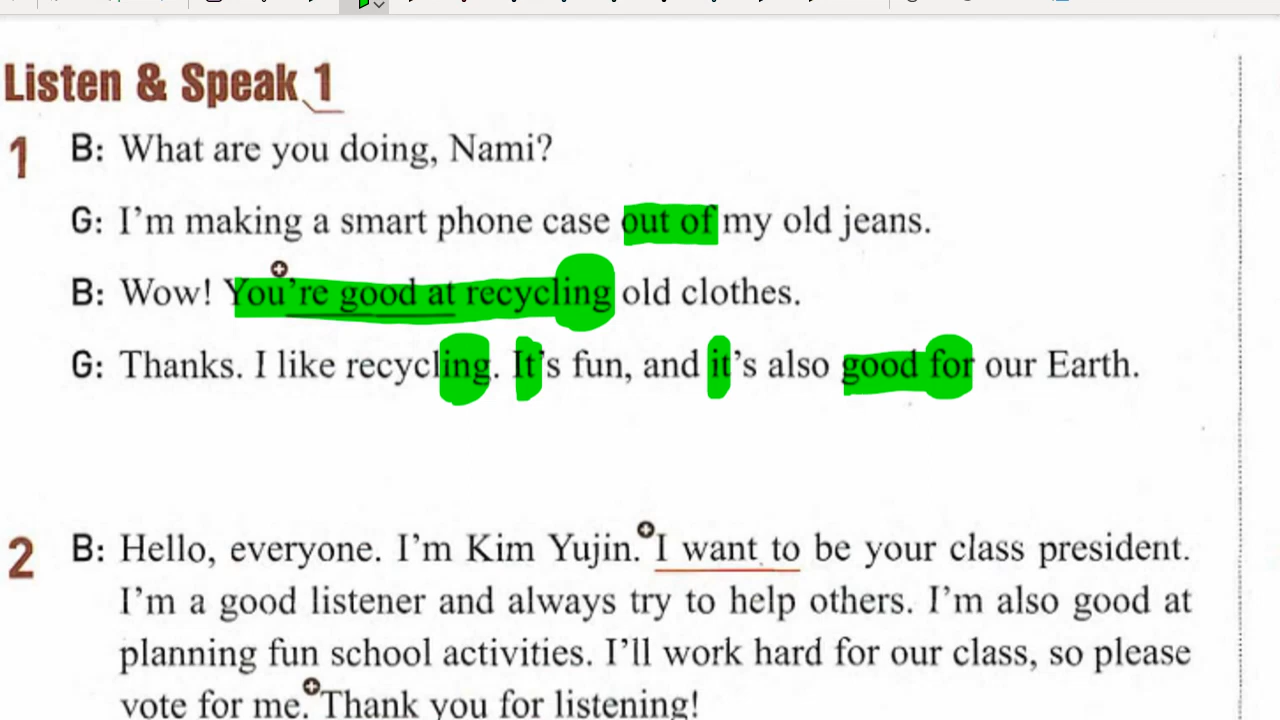 Listen & Speak 1
1 B: What are you doing, Nami?
G: I'm making a smart phone case out of my old jeans.
B: Wow! You're good at recycling old clothes.
G: Thanks. I like recycling. It's fun, and it's also good for our Earth.
2 B: Hello, everyone. I'm Kim Yujin. I want to be your class president.
I'm a good listener and always try to help others. I'm also good at
planning fun school activities. I'll work hard for our class, so please
vote for me. Thank you for listening!